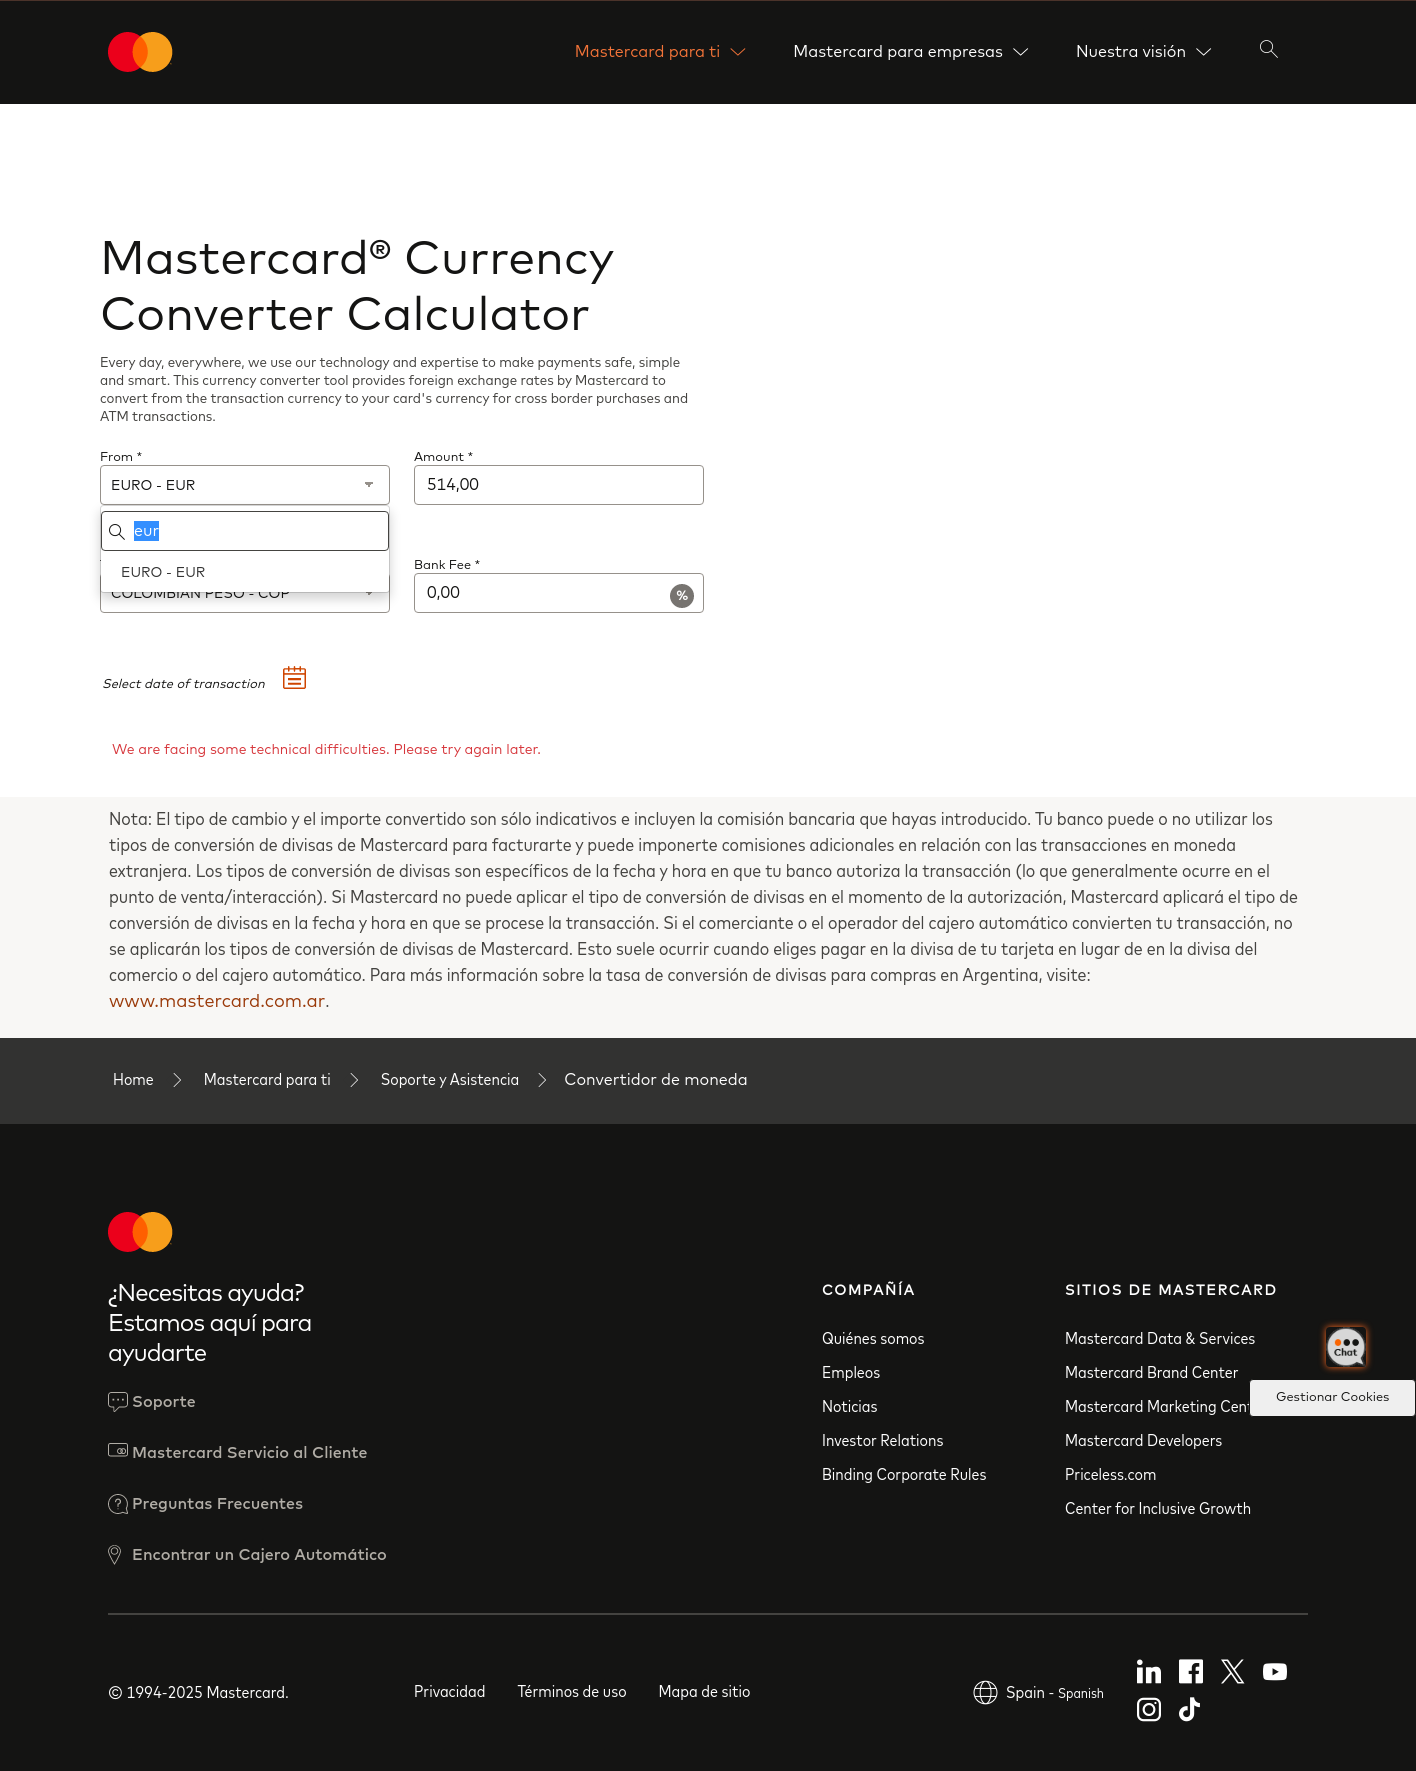 Mastercard para ti
Mastercard para empresas
Nuestra visión
Mastercard® Currency
Converter Calculator
Every day, everywhere, we use our technology and expertise to make payments safe, simple
and smart. This currency converter tool provides foreign exchange rates by Mastercard to
convert from the transaction currency to your card's currency for cross border purchases and
ATM transactions.
From *
Amount *
EURO - EUR
514,00
eur
EURO - EUR
Bank Fee *
COLOMBIAN PESO - COP
0,00
%
Select date of transaction
We are facing some technical difficulties. Please try again later.
Nota: El tipo de cambio y el importe convertido son sólo indicativos e incluyen la comisión bancaria que hayas introducido. Tu banco puede o no utilizar los
tipos de conversión de divisas de Mastercard para facturarte y puede imponerte comisiones adicionales en relación con las transacciones en moneda
extranjera. Los tipos de conversión de divisas son específicos de la fecha y hora en que tu banco autoriza la transacción (lo que generalmente ocurre en el
punto de venta/interacción). Si Mastercard no puede aplicar el tipo de conversión de divisas en el momento de la autorización, Mastercard aplicará el tipo de
conversión de divisas en la fecha y hora en que se procese la transacción. Si el comerciante o el operador del cajero automático convierten tu transacción, no
se aplicarán los tipos de conversión de divisas de Mastercard. Esto suele ocurrir cuando eliges pagar en la divisa de tu tarjeta en lugar de en la divisa del
comercio o del cajero automático. Para más información sobre la tasa de conversión de divisas para compras en Argentina, visite:
www.mastercard.com.ar.
Home
Mastercard para ti
Soporte y Asistencia
Convertidor de moneda
¿Necesitas ayuda?
Estamos aquí para
ayudarte
Soporte
Mastercard Servicio al Cliente
Preguntas Frecuentes
Encontrar un Cajero Automático
COMPAÑÍA
Quiénes somos
Empleos
Noticias
Investor Relations
Binding Corporate Rules
SITIOS DE MASTERCARD
Mastercard Data & Services
Mastercard Brand Center
Mastercard Marketing Cent
Mastercard Developers
Priceless.com
Center for Inclusive Growth
Chat
Gestionar Cookies
© 1994-2025 Mastercard.
Privacidad
Términos de uso
Mapa de sitio
Spain - Spanish